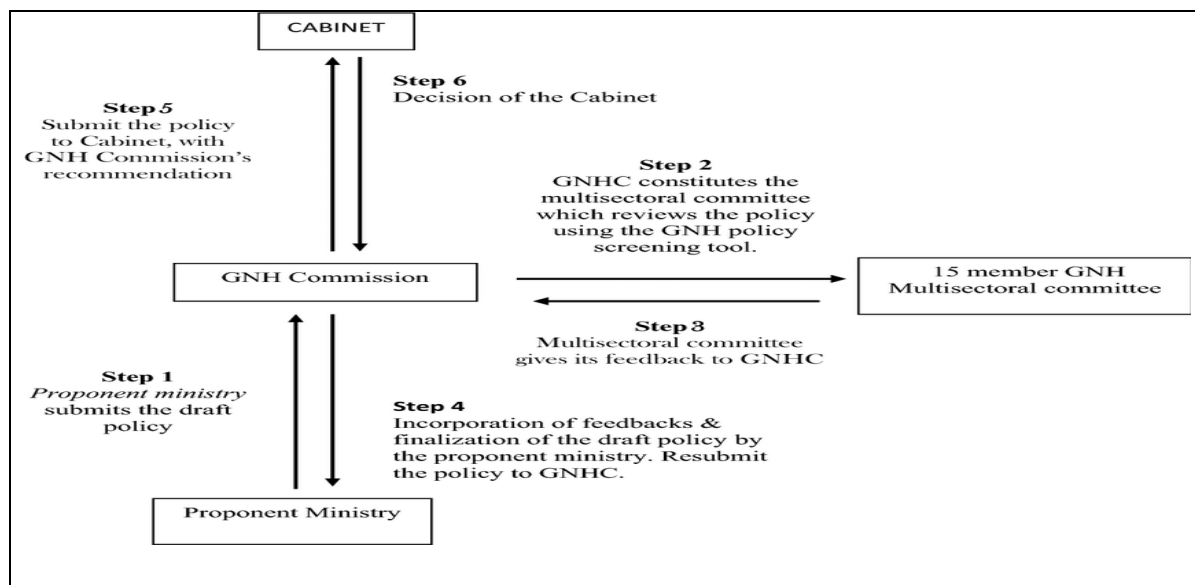 CABINET
Step 6
Decision of the Cabinet
Step 5
Submit the policy
to Cabinet, with
GNH Commission's
recommendation
Step 2
GNHC constitutes the
multisectoral committee
which reviews the policy
using the GNH policy
screening tool.
GNH Commission
15 member GNH
Multisectoral committee
Step 3
Multisectoral committee
gives its feedback to GNHC
Step 1
Proponent ministry
submits the draft
policy
Step 4
Incorporation of feedbacks &
finalization of the draft policy by
the proponent ministry. Resubmit
the policy to GNHC.
Proponent Ministry